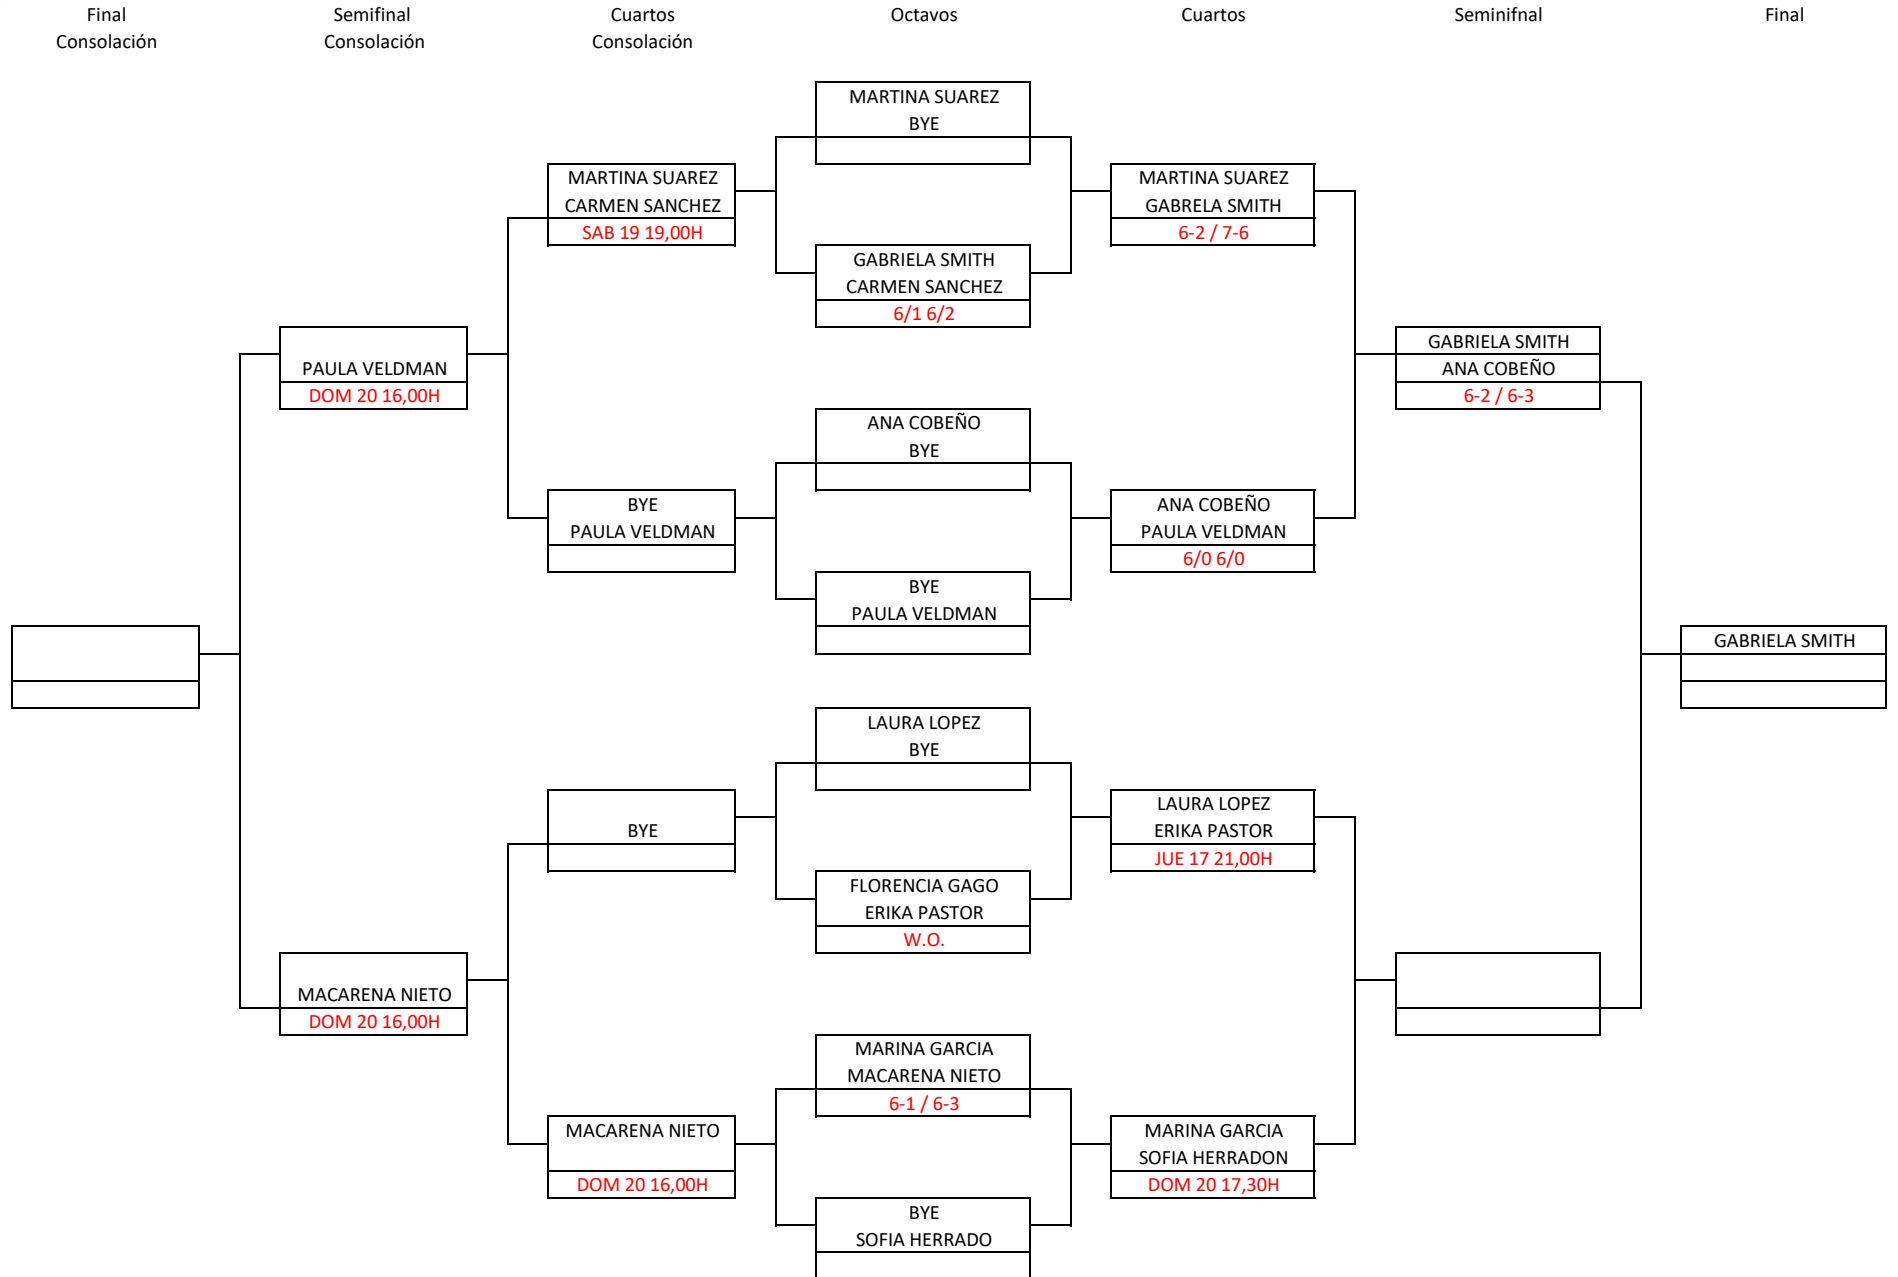 Final
Consolación
Semifinal
Consolación
Cuartos
Consolación
Octavos
Cuartos
Seminifnal
Final
MARTINA SUAREZ
BYE
MARTINA SUAREZ
CARMEN SANCHEZ
SAB 19 19,00H
MARTINA SUAREZ
GABRELA SMITH
6-2 / 7-6
GABRIELA SMITH
CARMEN SANCHEZ
6/1 6/2
PAULA VELDMAN
DOM 20 16,00H
GABRIELA SMITH
ANA COBEÑO
6-2 / 6-3
ANA COBEÑO
BYE
BYE
PAULA VELDMAN
ANA COBEÑO
PAULA VELDMAN
6/0 6/0
BYE
PAULA VELDMAN
GABRIELA SMITH
LAURA LOPEZ
BYE
BYE
LAURA LOPEZ
ERIKA PASTOR
JUE 17 21,00H
FLORENCIA GAGO
ERIKA PASTOR
W.O.
MACARENA NIETO
DOM 20 16,00H
MARINA GARCIA
MACARENA NIETO
6-1 / 6-3
MACARENA NIETO
DOM 20 16,00H
MARINA GARCIA
SOFIA HERRADON
DOM 20 17,30H
BYE
SOFIA HERRADO